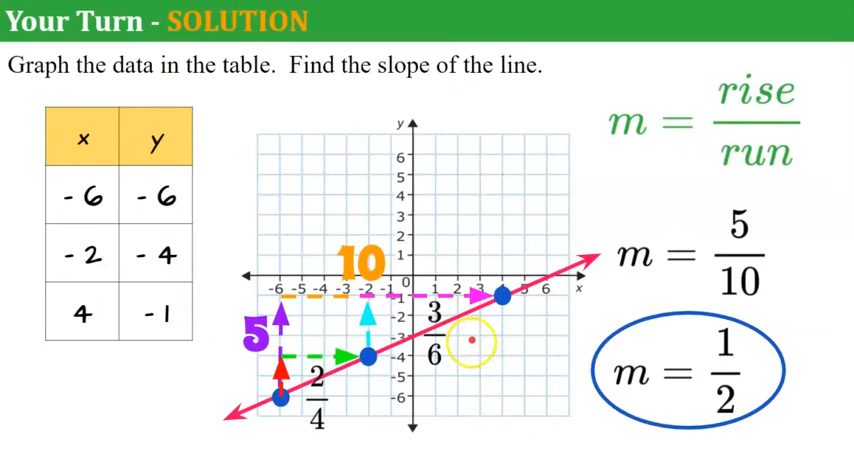 Your Turn - SOLUTION
Graph the data in the table. Find the slope of the line.
x y
-6 -6
-2 -4
4 -1
y
6
5
4
3
2
1
0
-6 -5 -4 -3 -2 -1 1 2 3 4 5 6 x
-1
-2
-3
-4
-5
-6
10
5
2/4
3/6
m = rise/run
m = 5/10
m = 1/2